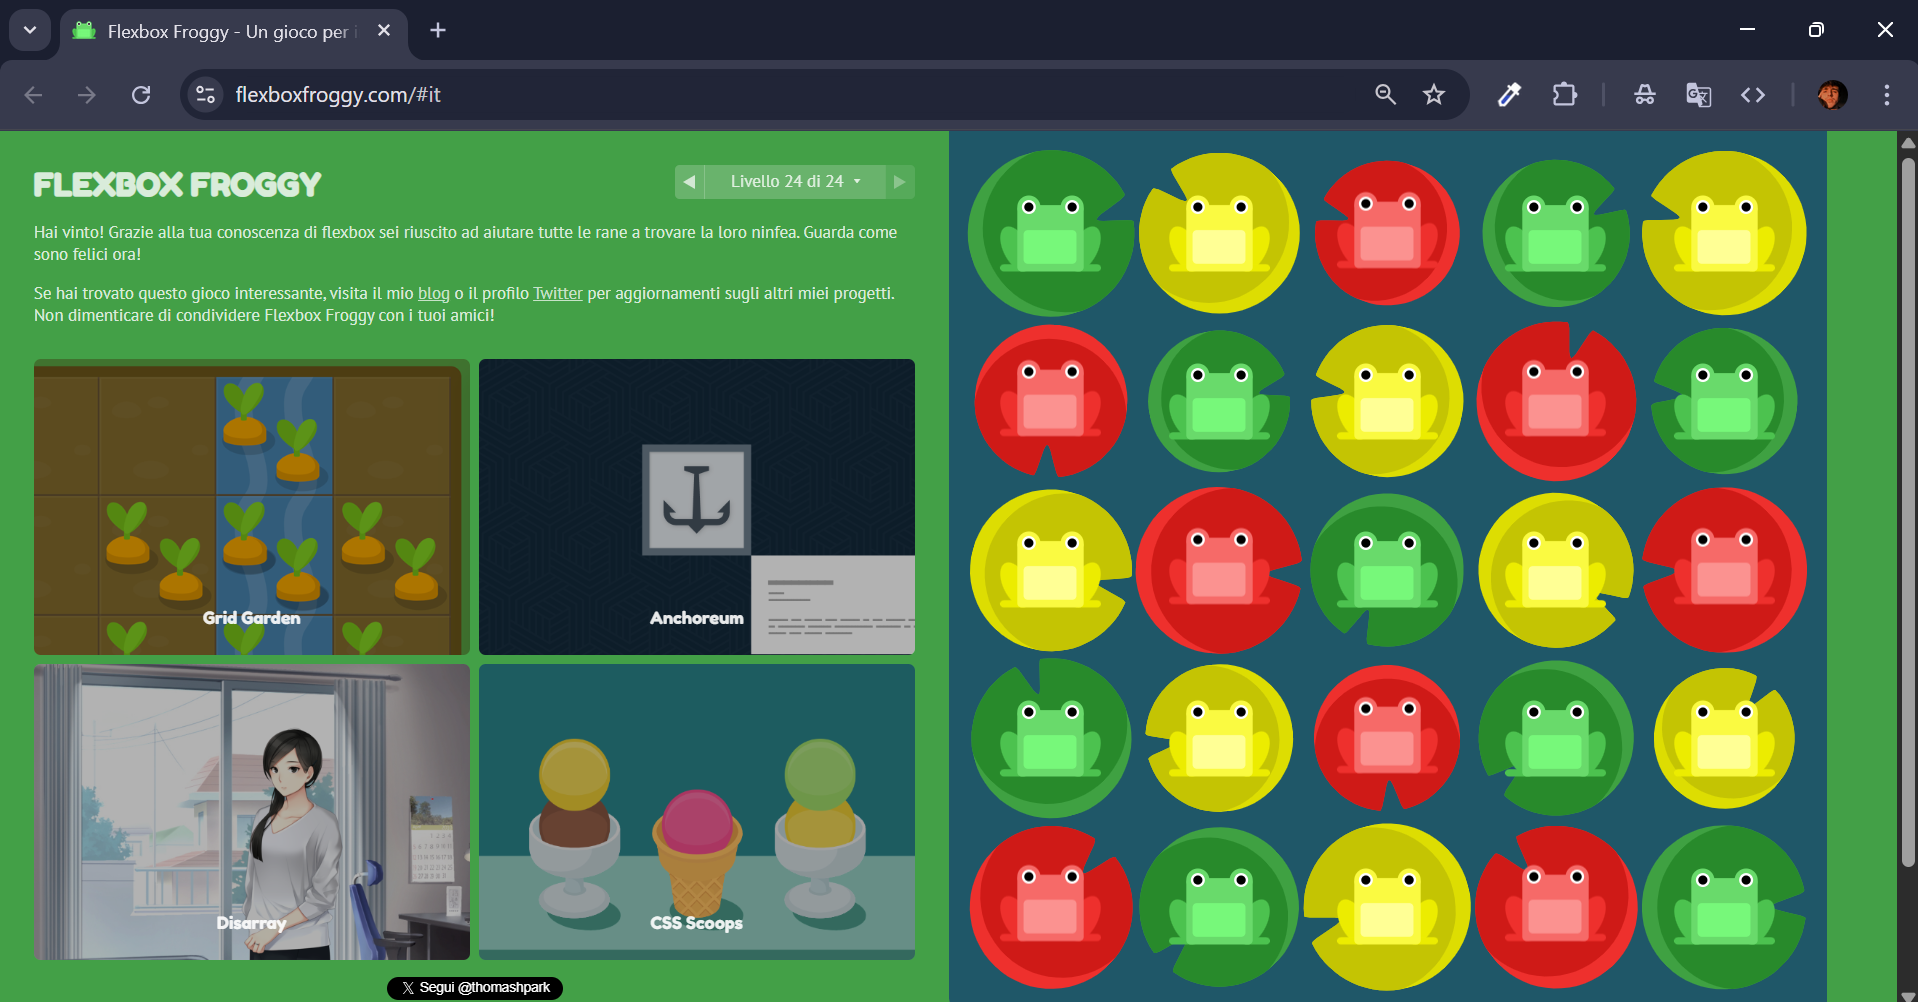 Flexbox Froggy - Un gioco per i
flexboxfroggy.com/#it
FLEXBOX FROGGY
Livello 24 di 24
Hai vinto! Grazie alla tua conoscenza di flexbox sei riuscito ad aiutare tutte le rane a trovare la loro ninfea. Guarda come
sono felici ora!
Se hai trovato questo gioco interessante, visita il mio blog o il profilo Twitter per aggiornamenti sugli altri miei progetti.
Non dimenticare di condividere Flexbox Froggy con i tuoi amici!
Grid Garden
Anchoreum
Disarray
CSS Scoops
Segui @thomashpark